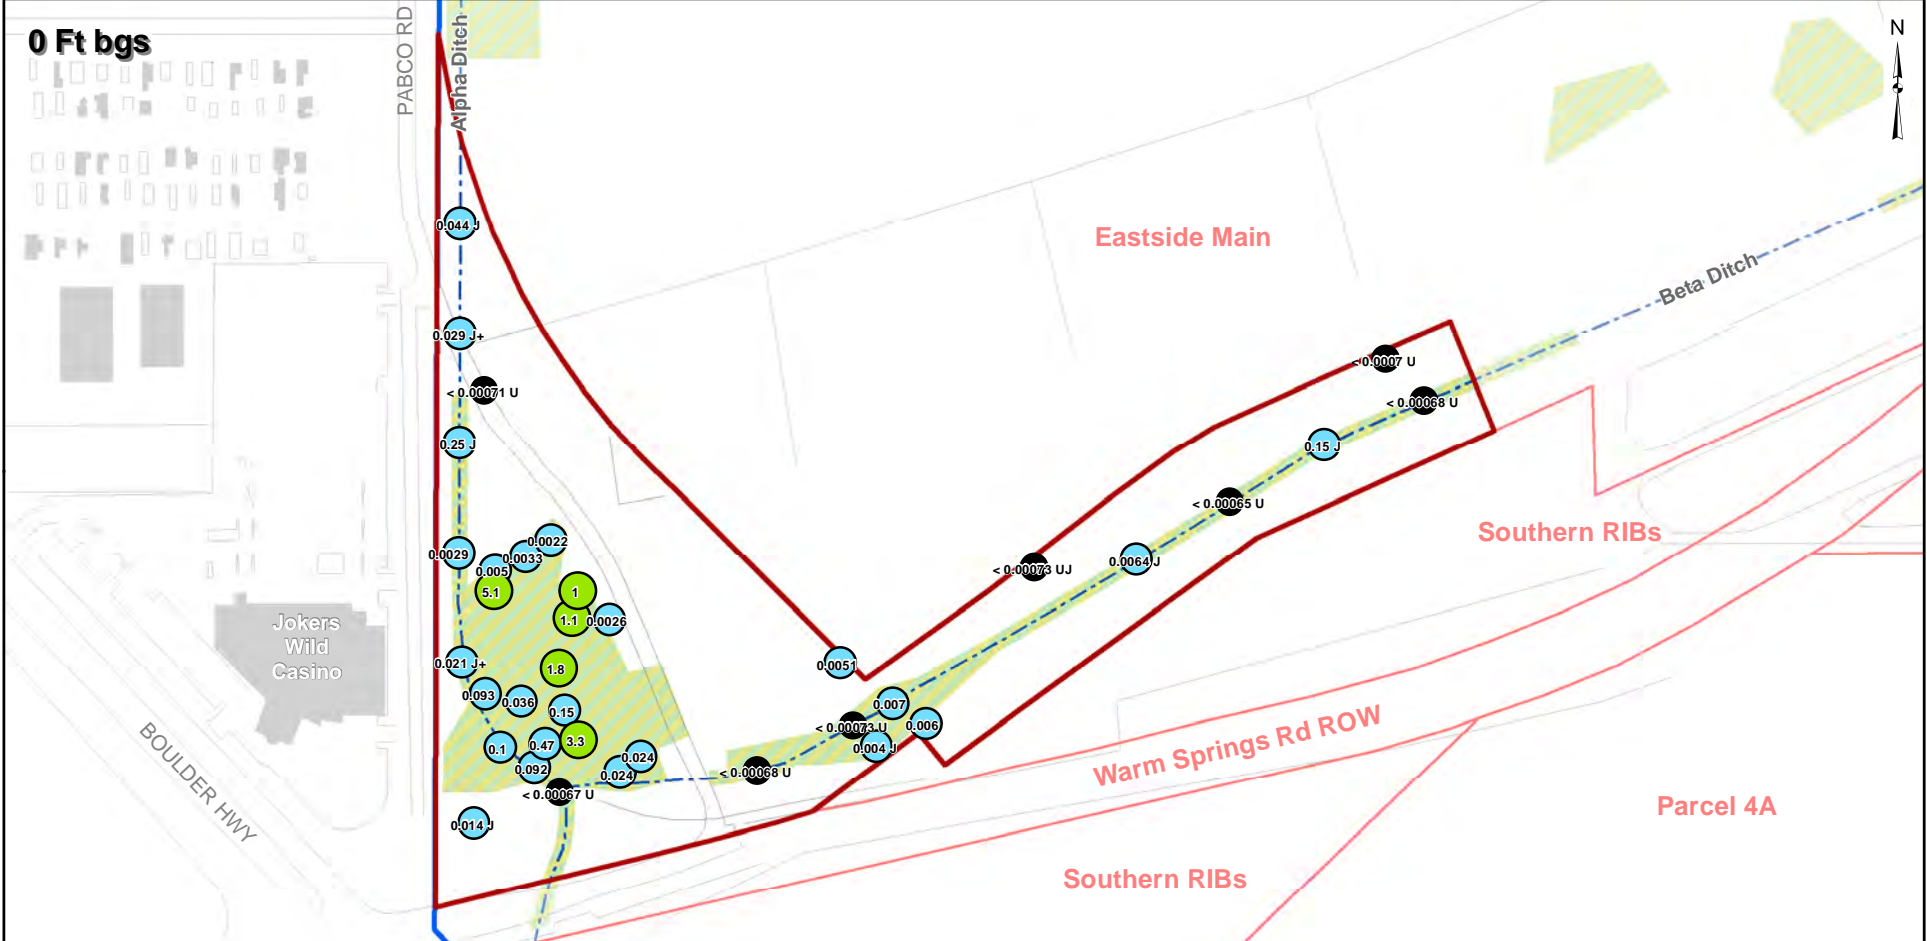 0 Ft bgs
PABCO RD
Alpha Ditch
N
0.044 J
Eastside Main
Beta Ditch
0.029 J+
< 0.0007 U
< 0.00071 U
< 0.00068 U
0.25 J
0.15 J
< 0.00065 U
Southern RIBs
0.0022
0.0029
0.0033
0.005
0.0064 J
< 0.00073 UJ
5.1
1
1.1
0.0026
Jokers
Wild
Casino
0.021 J+
1.8
0.0051
0.093
0.036
0.15
0.007
< 0.00073 U
0.006
0.1
0.47
3.3
0.004 J
Warm Springs Rd ROW
0.092
0.024
0.024
< 0.00068 U
< 0.00067 U
BOULDER HWY
0.014 J
Parcel 4A
Southern RIBs